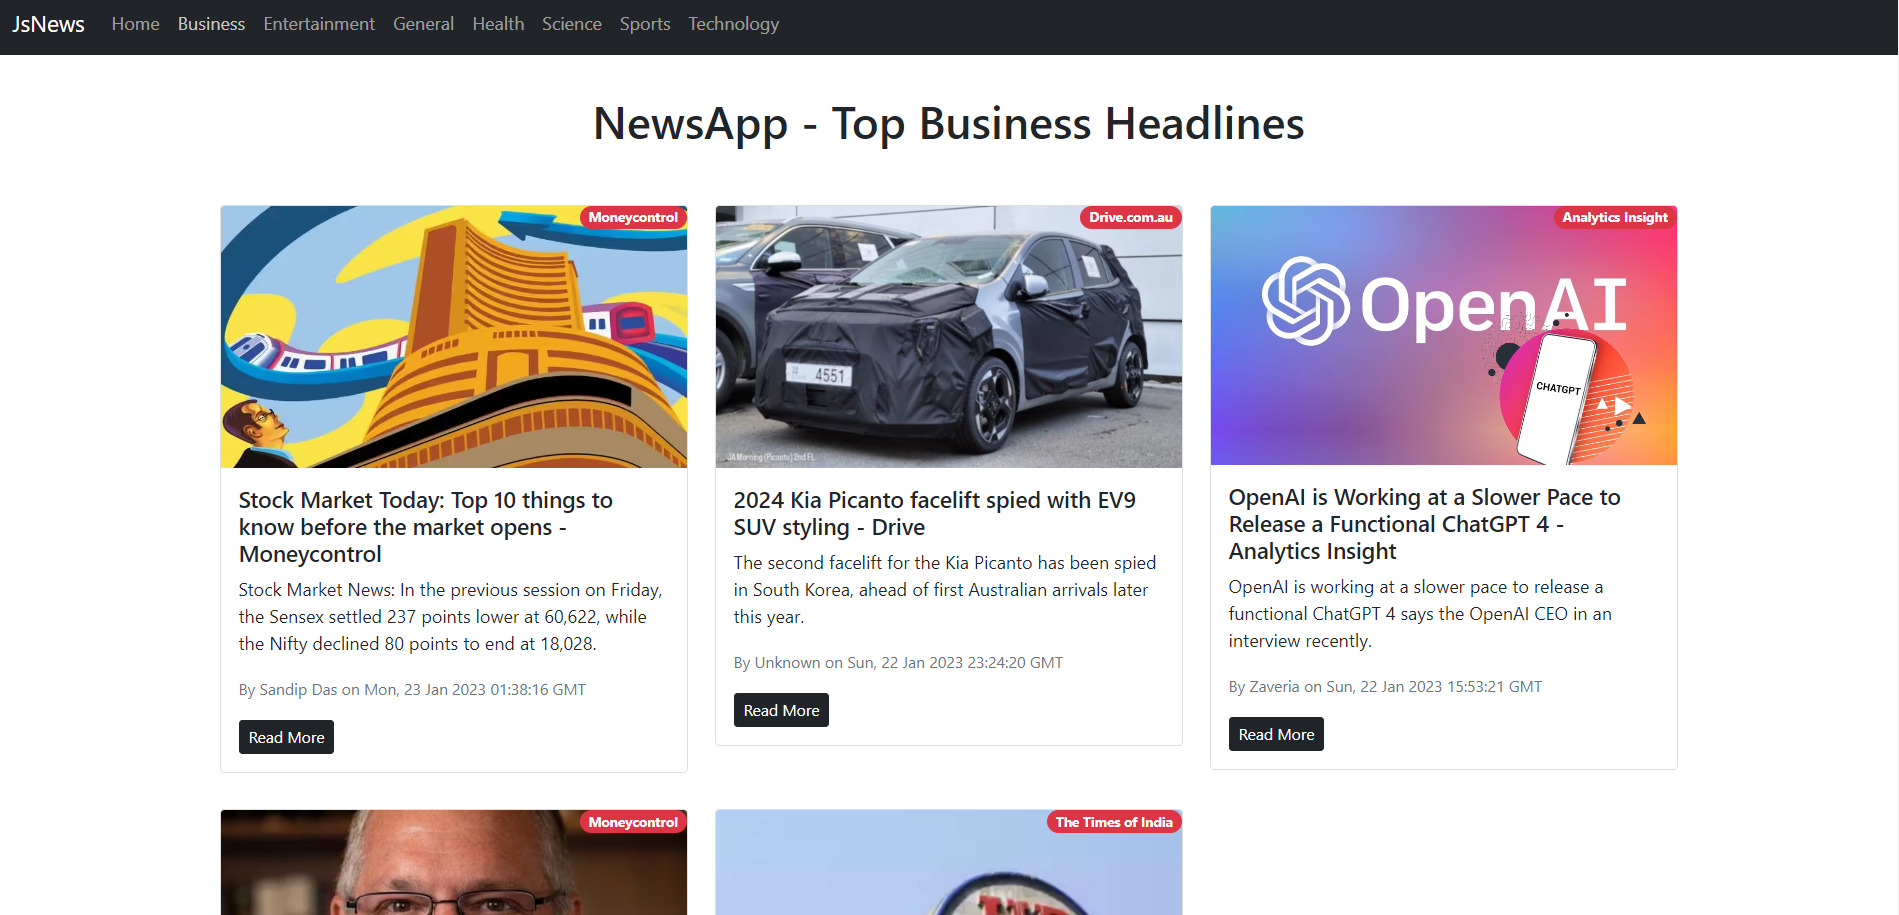 JsNews Home Business Entertainment General Health Science Sports Technology
NewsApp - Top Business Headlines
Moneycontrol
Stock Market Today: Top 10 things to
know before the market opens -
Moneycontrol
Stock Market News: In the previous session on Friday,
the Sensex settled 237 points lower at 60,622, while
the Nifty declined 80 points to end at 18,028.
By Sandip Das on Mon, 23 Jan 2023 01:38:16 GMT
Read More
Drive.com.au
4551
JA Morning (Picanto) 2nd FL
2024 Kia Picanto facelift spied with EV9
SUV styling - Drive
The second facelift for the Kia Picanto has been spied
in South Korea, ahead of first Australian arrivals later
this year.
By Unknown on Sun, 22 Jan 2023 23:24:20 GMT
Read More
Analytics Insight
OpenAI
CHATGPT
OpenAI is Working at a Slower Pace to
Release a Functional ChatGPT 4 -
Analytics Insight
OpenAI is working at a slower pace to release a
functional ChatGPT 4 says the OpenAI CEO in an
interview recently.
By Zaveria on Sun, 22 Jan 2023 15:53:21 GMT
Read More
Moneycontrol
The Times of India